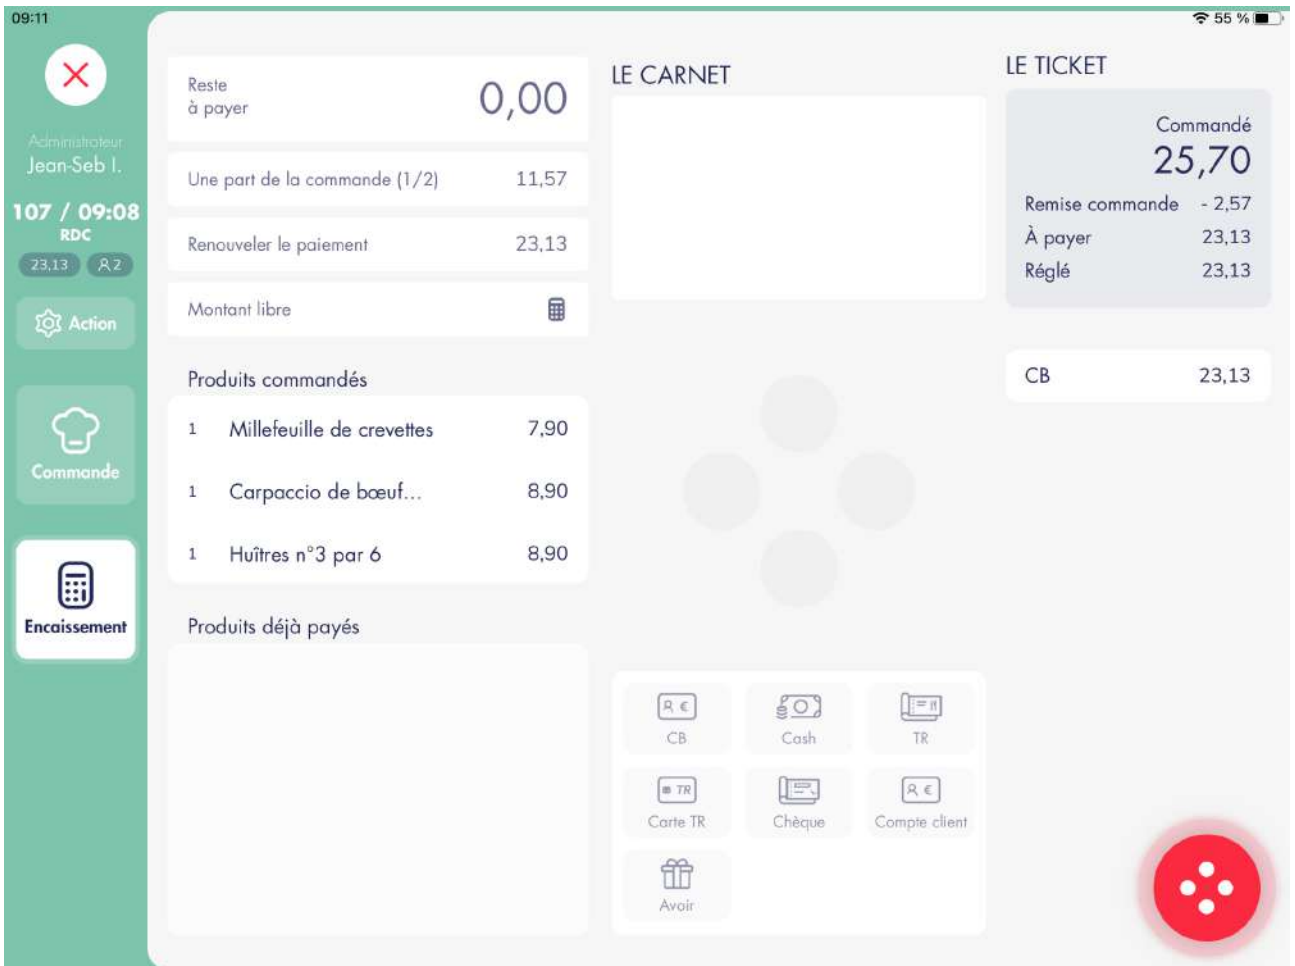 09:11
55 %
Administrateur
Jean-Seb I.
107 / 09:08
RDC
23,13 2
Action
Commande
Encaissement
Reste
à payer 0,00
Une part de la commande (1/2) 11,57
Renouveler le paiement 23,13
Montant libre
Produits commandés
1 Millefeuille de crevettes 7,90
1 Carpaccio de bœuf... 8,90
1 Huîtres n°3 par 6 8,90
Produits déjà payés
LE CARNET
€
CB
Cash
TR
TR
Carte TR
Chèque
€
Compte client
Avoir
LE TICKET
Commandé
25,70
Remise commande - 2,57
À payer 23,13
Réglé 23,13
CB 23,13